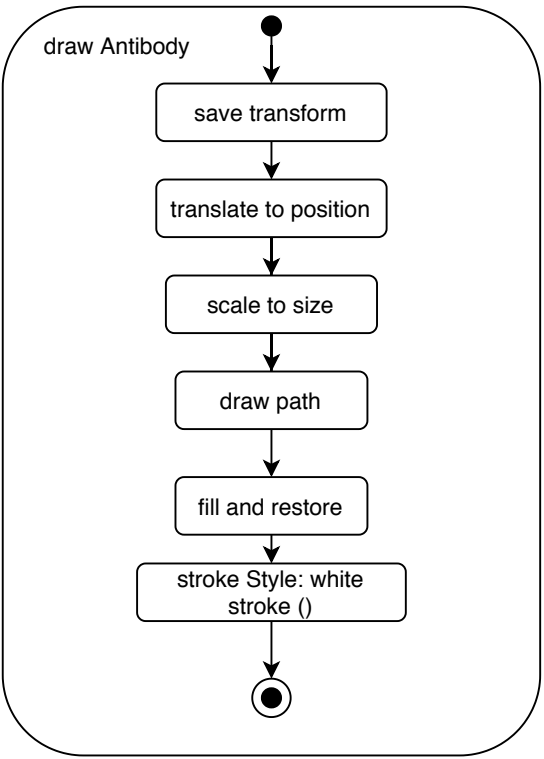 draw Antibody
save transform
translate to position
scale to size
draw path
fill and restore
stroke Style: white
stroke ()